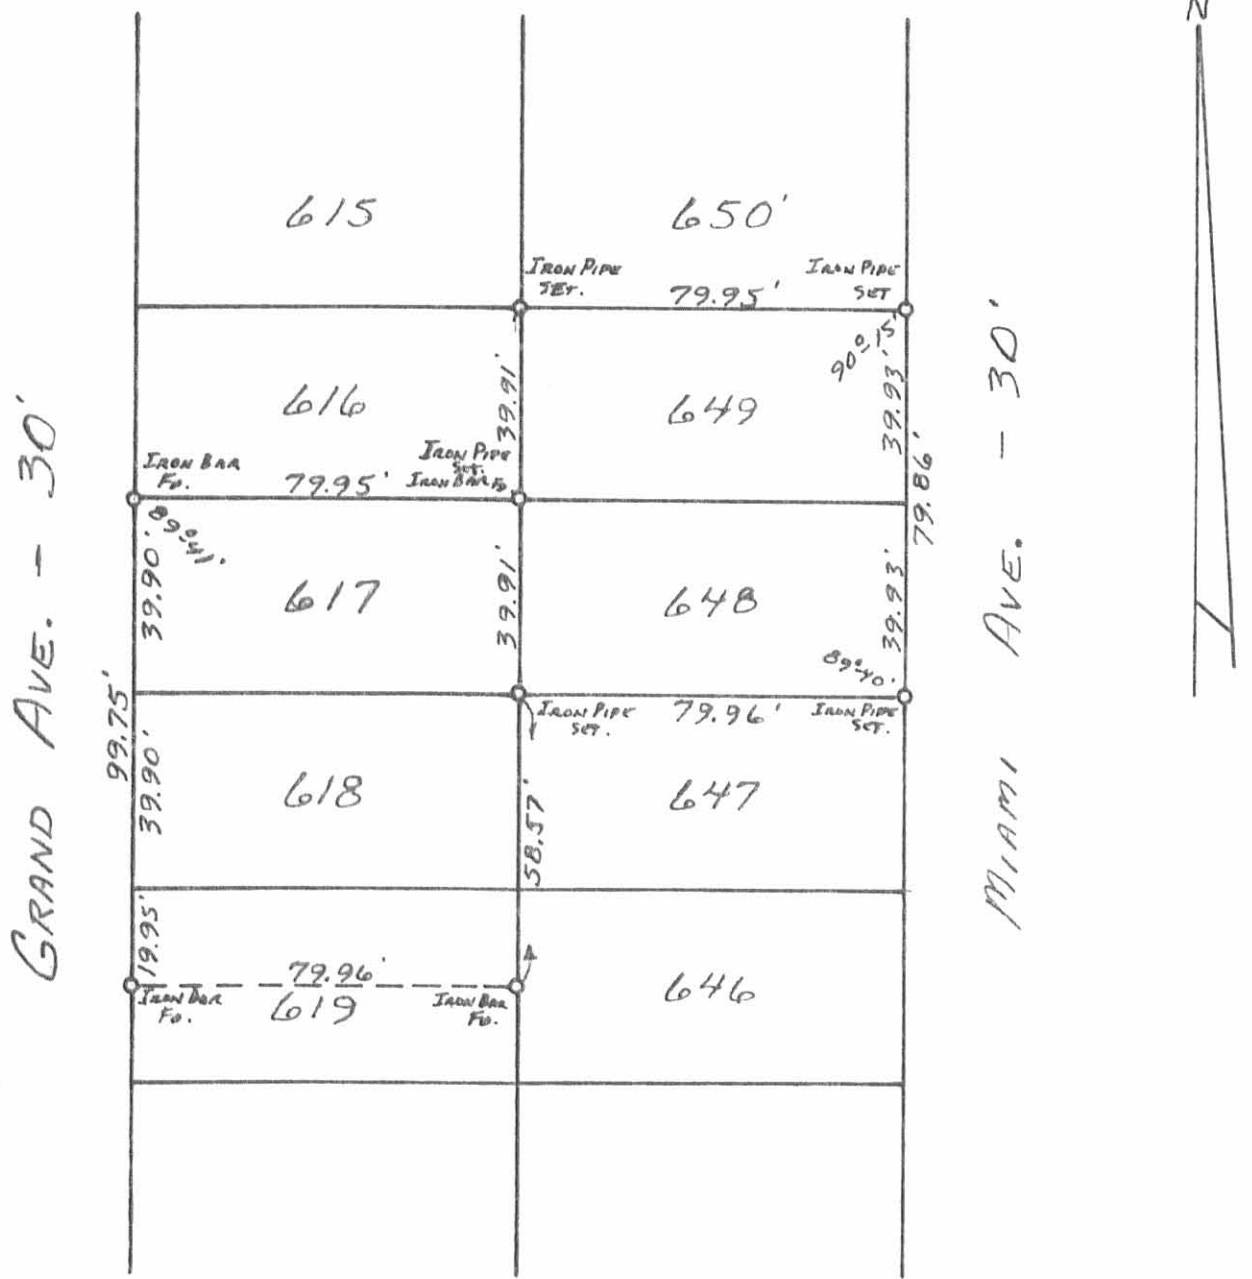 N
615
650'
IRON PIPE
SET.
79.95'
IRON PIPE
SET
90°-15'
616
39.91'
649
39.93'
IRON BAR
FD.
79.95'
IRON PIPE
SET.
IRON BAR FD.
79.86'
89°-41'
39.90'
617
39.91'
648
39.93'
89°-40'
IRON PIPE
SET.
79.96'
IRON PIPE
SET.
99.75'
39.90'
618
58.57'
647
19.95'
79.96'
IRON BAR
FD.
619
IRON BAR
FD.
646
GRAND AVE. - 30'
MIAMI AVE. - 30'